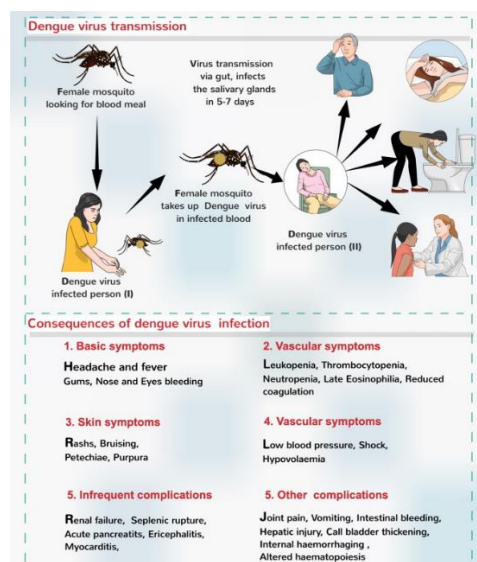 Dengue virus transmission
Female mosquito
looking for blood meal
Virus transmission
via gut, infects
the salivary glands
in 5-7 days
Female mosquito
takes up Dengue virus
in infected blood
Dengue virus
infected person (I)
Dengue virus
infected person (II)
Consequences of dengue virus infection
1. Basic symptoms
Headache and fever
Gums, Nose and Eyes bleeding
2. Vascular symptoms
Leukopenia, Thrombocytopenia,
Neutropenia, Late Eosinophilia, Reduced
coagulation
3. Skin symptoms
Rashs, Bruising,
Petechiae, Purpura
4. Vascular symptoms
Low blood pressure, Shock,
Hypovolaemia
5. Infrequent complications
Renal failure, Seplenic rupture,
Acute pancreatits, Ericephalitis,
Myocarditis,
5. Other complications
Joint pain, Vomiting, Intestinal bleeding,
Hepatic injury, Call bladder thickening,
Internal haemorrhaging ,
Altered haematopoiesis